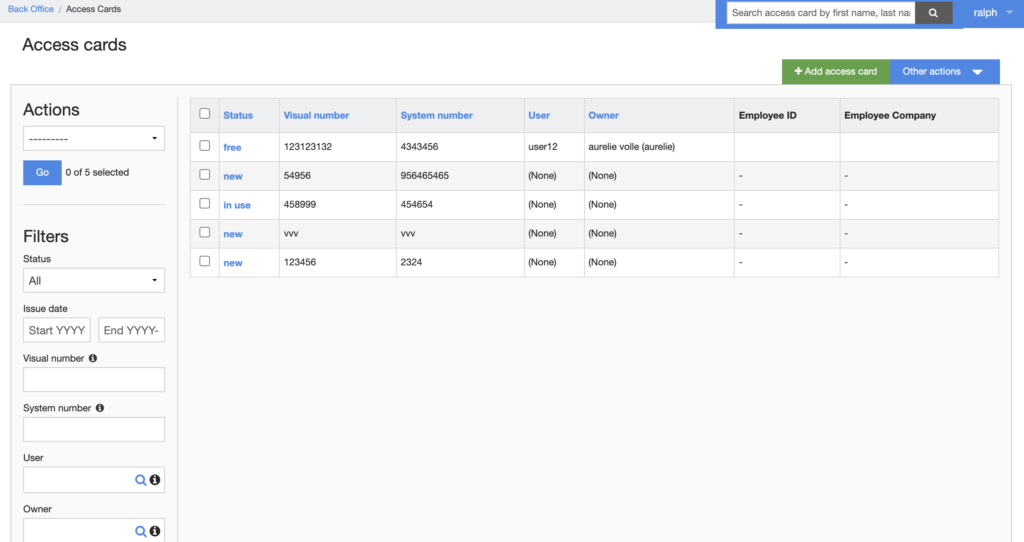 Back Office / Access Cards
Search access card by first name, last nar
ralph
Access cards
+ Add access card
Other actions
Actions
---------
Go 0 of 5 selected
Filters
Status
All
Issue date
Start YYYY End YYYY-
Visual number
System number
User
Owner
Status Visual number System number User Owner Employee ID Employee Company
free 123123132 4343456 user12 aurelie volle (aurelie)
new 54956 956465465 (None) (None) - -
in use 458999 454654 (None) (None) - -
new vvv vvv (None) (None) - -
new 123456 2324 (None) (None) - -